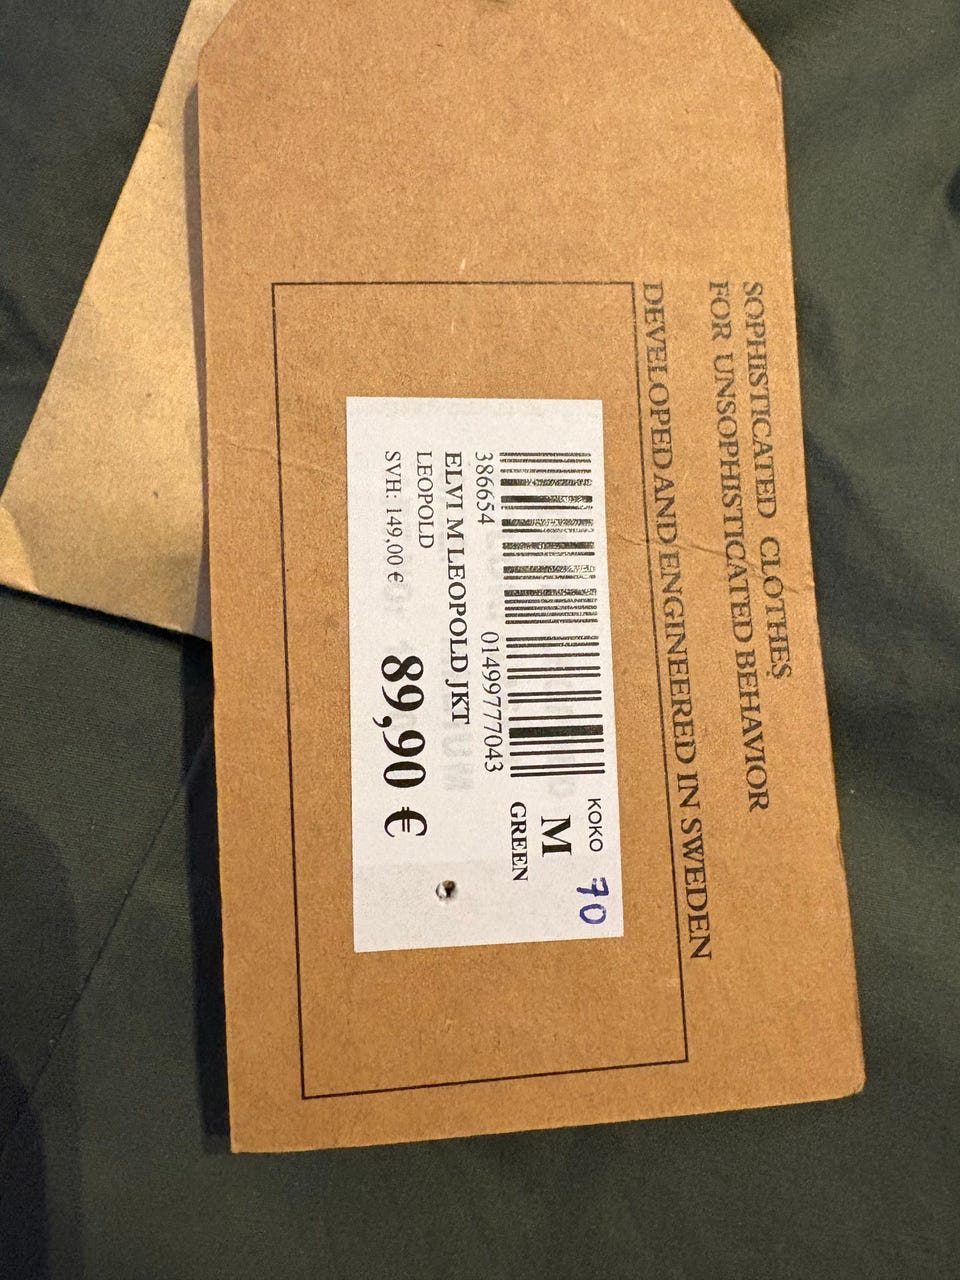 SOPHISTICATED CLOTHES
FOR UNSOPHISTICATED BEHAVIOR
DEVELOPED AND ENGINEERED IN SWEDEN
KOKO 70
M
GREEN
386654 01499777043
ELVI M LEOPOLD JKT
LEOPOLD
SVH: 149,00 €
89,90 €